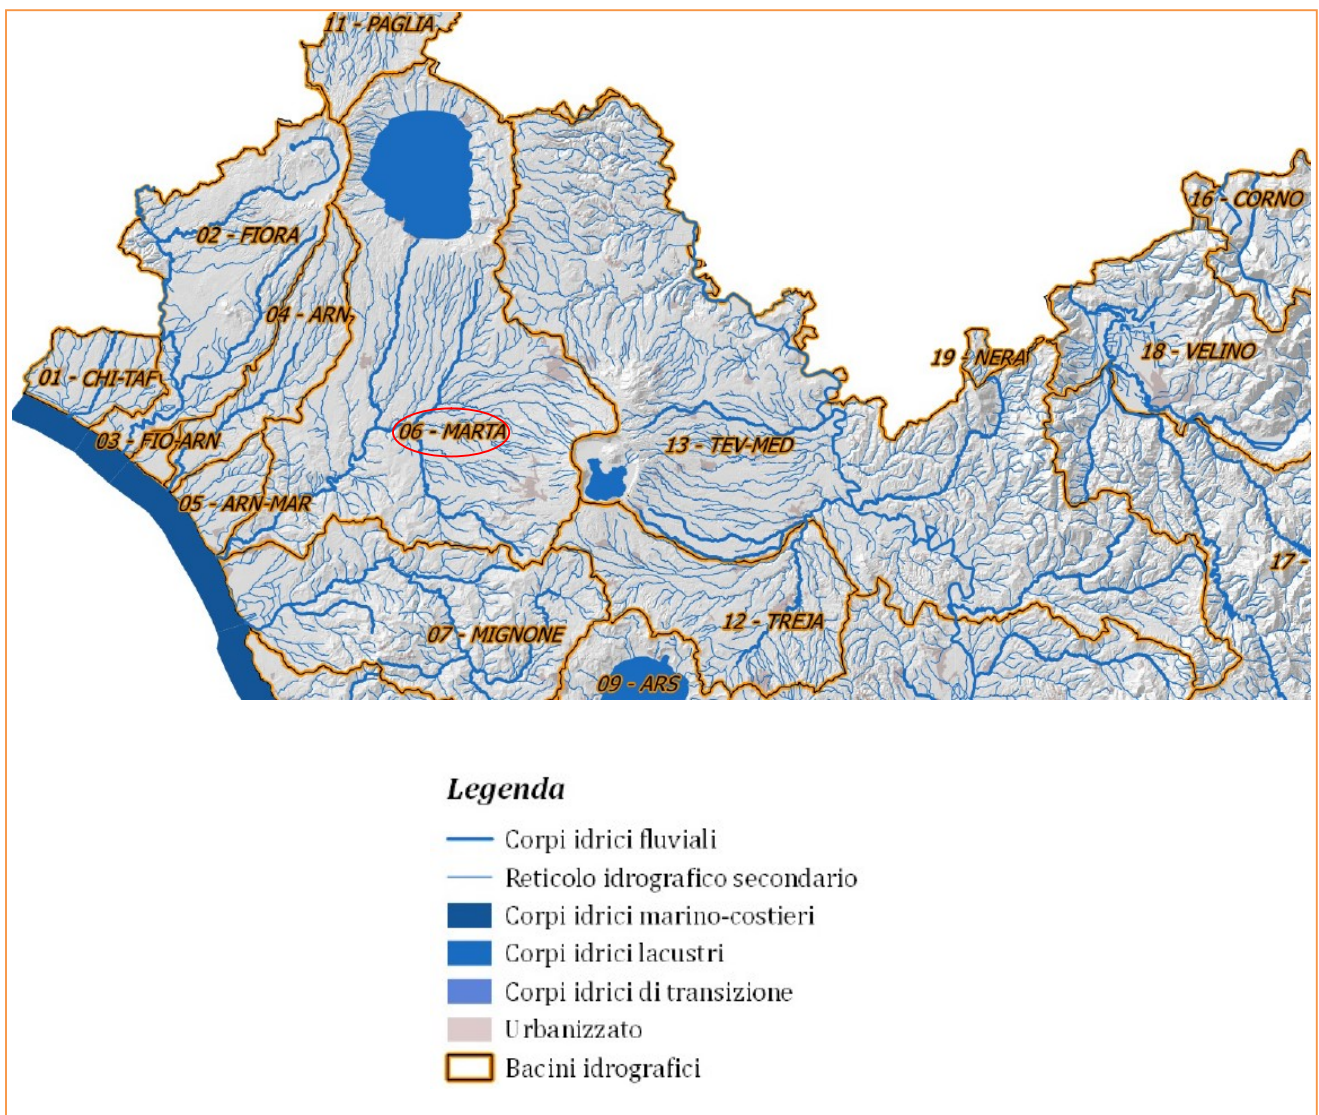 11 - PAGLIA
16 - CORNO
02 - FIORA
04 - ARN
19 - NERA
18 - VELINO
01 - CHI-TAF
03 - FIO-ARN
06 - MARTA
13 - TEV-MED
05 - ARN-MAR
17 -
07 - MIGNONE
12 - TREJA
09 - ARS
Legenda
Corpi idrici fluviali
Reticolo idrografico secondario
Corpi idrici marino-costieri
Corpi idrici lacustri
Corpi idrici di transizione
Urbanizzato
Bacini idrografici